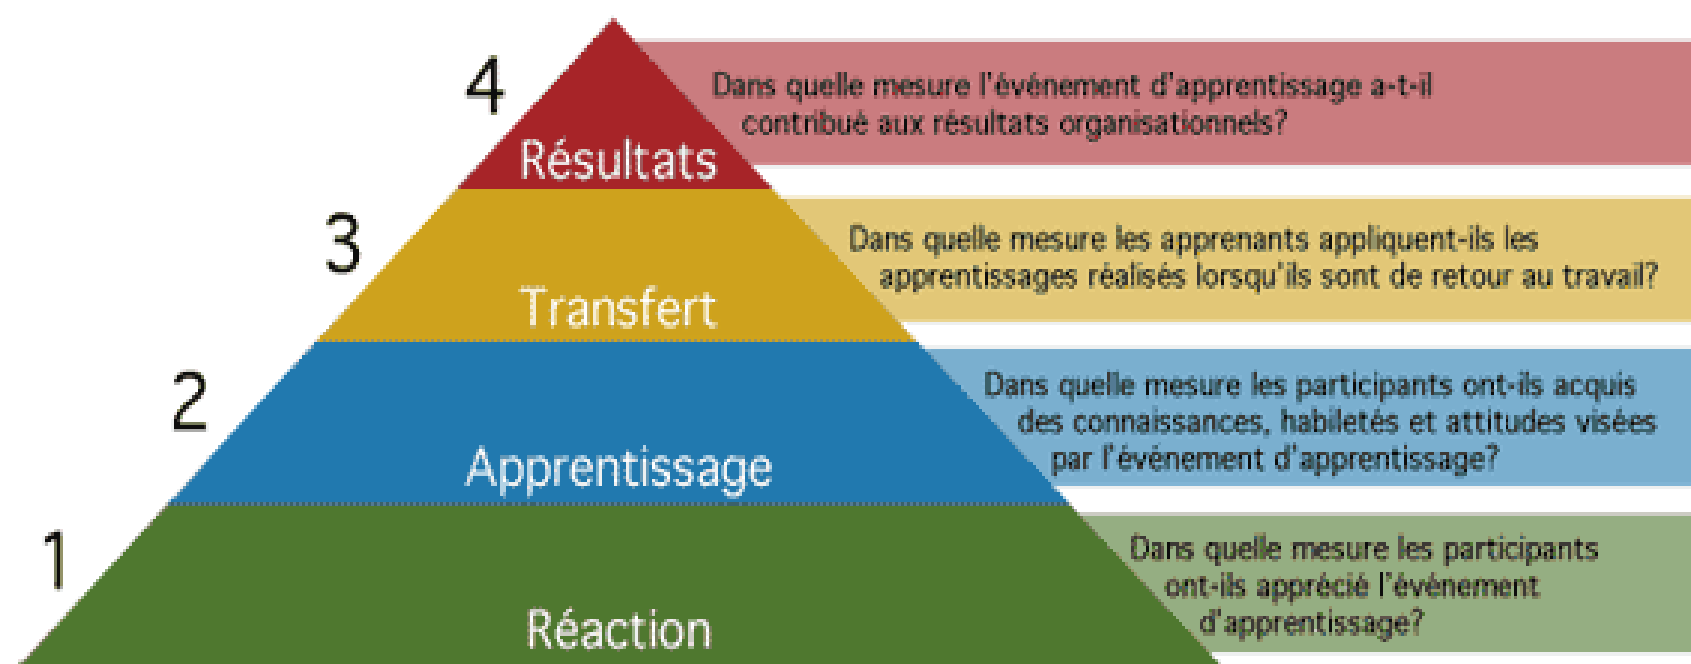 4
Résultats
Dans quelle mesure l'événement d'apprentissage a-t-il
contribué aux résultats organisationnels?
3
Transfert
Dans quelle mesure les apprenants appliquent-ils les
apprentissages réalisés lorsqu'ils sont de retour au travail?
2
Apprentissage
Dans quelle mesure les participants ont-ils acquis
des connaissances, habiletés et attitudes visées
par l'événement d'apprentissage?
1
Réaction
Dans quelle mesure les participants
ont-ils apprécié l'événement
d'apprentissage?